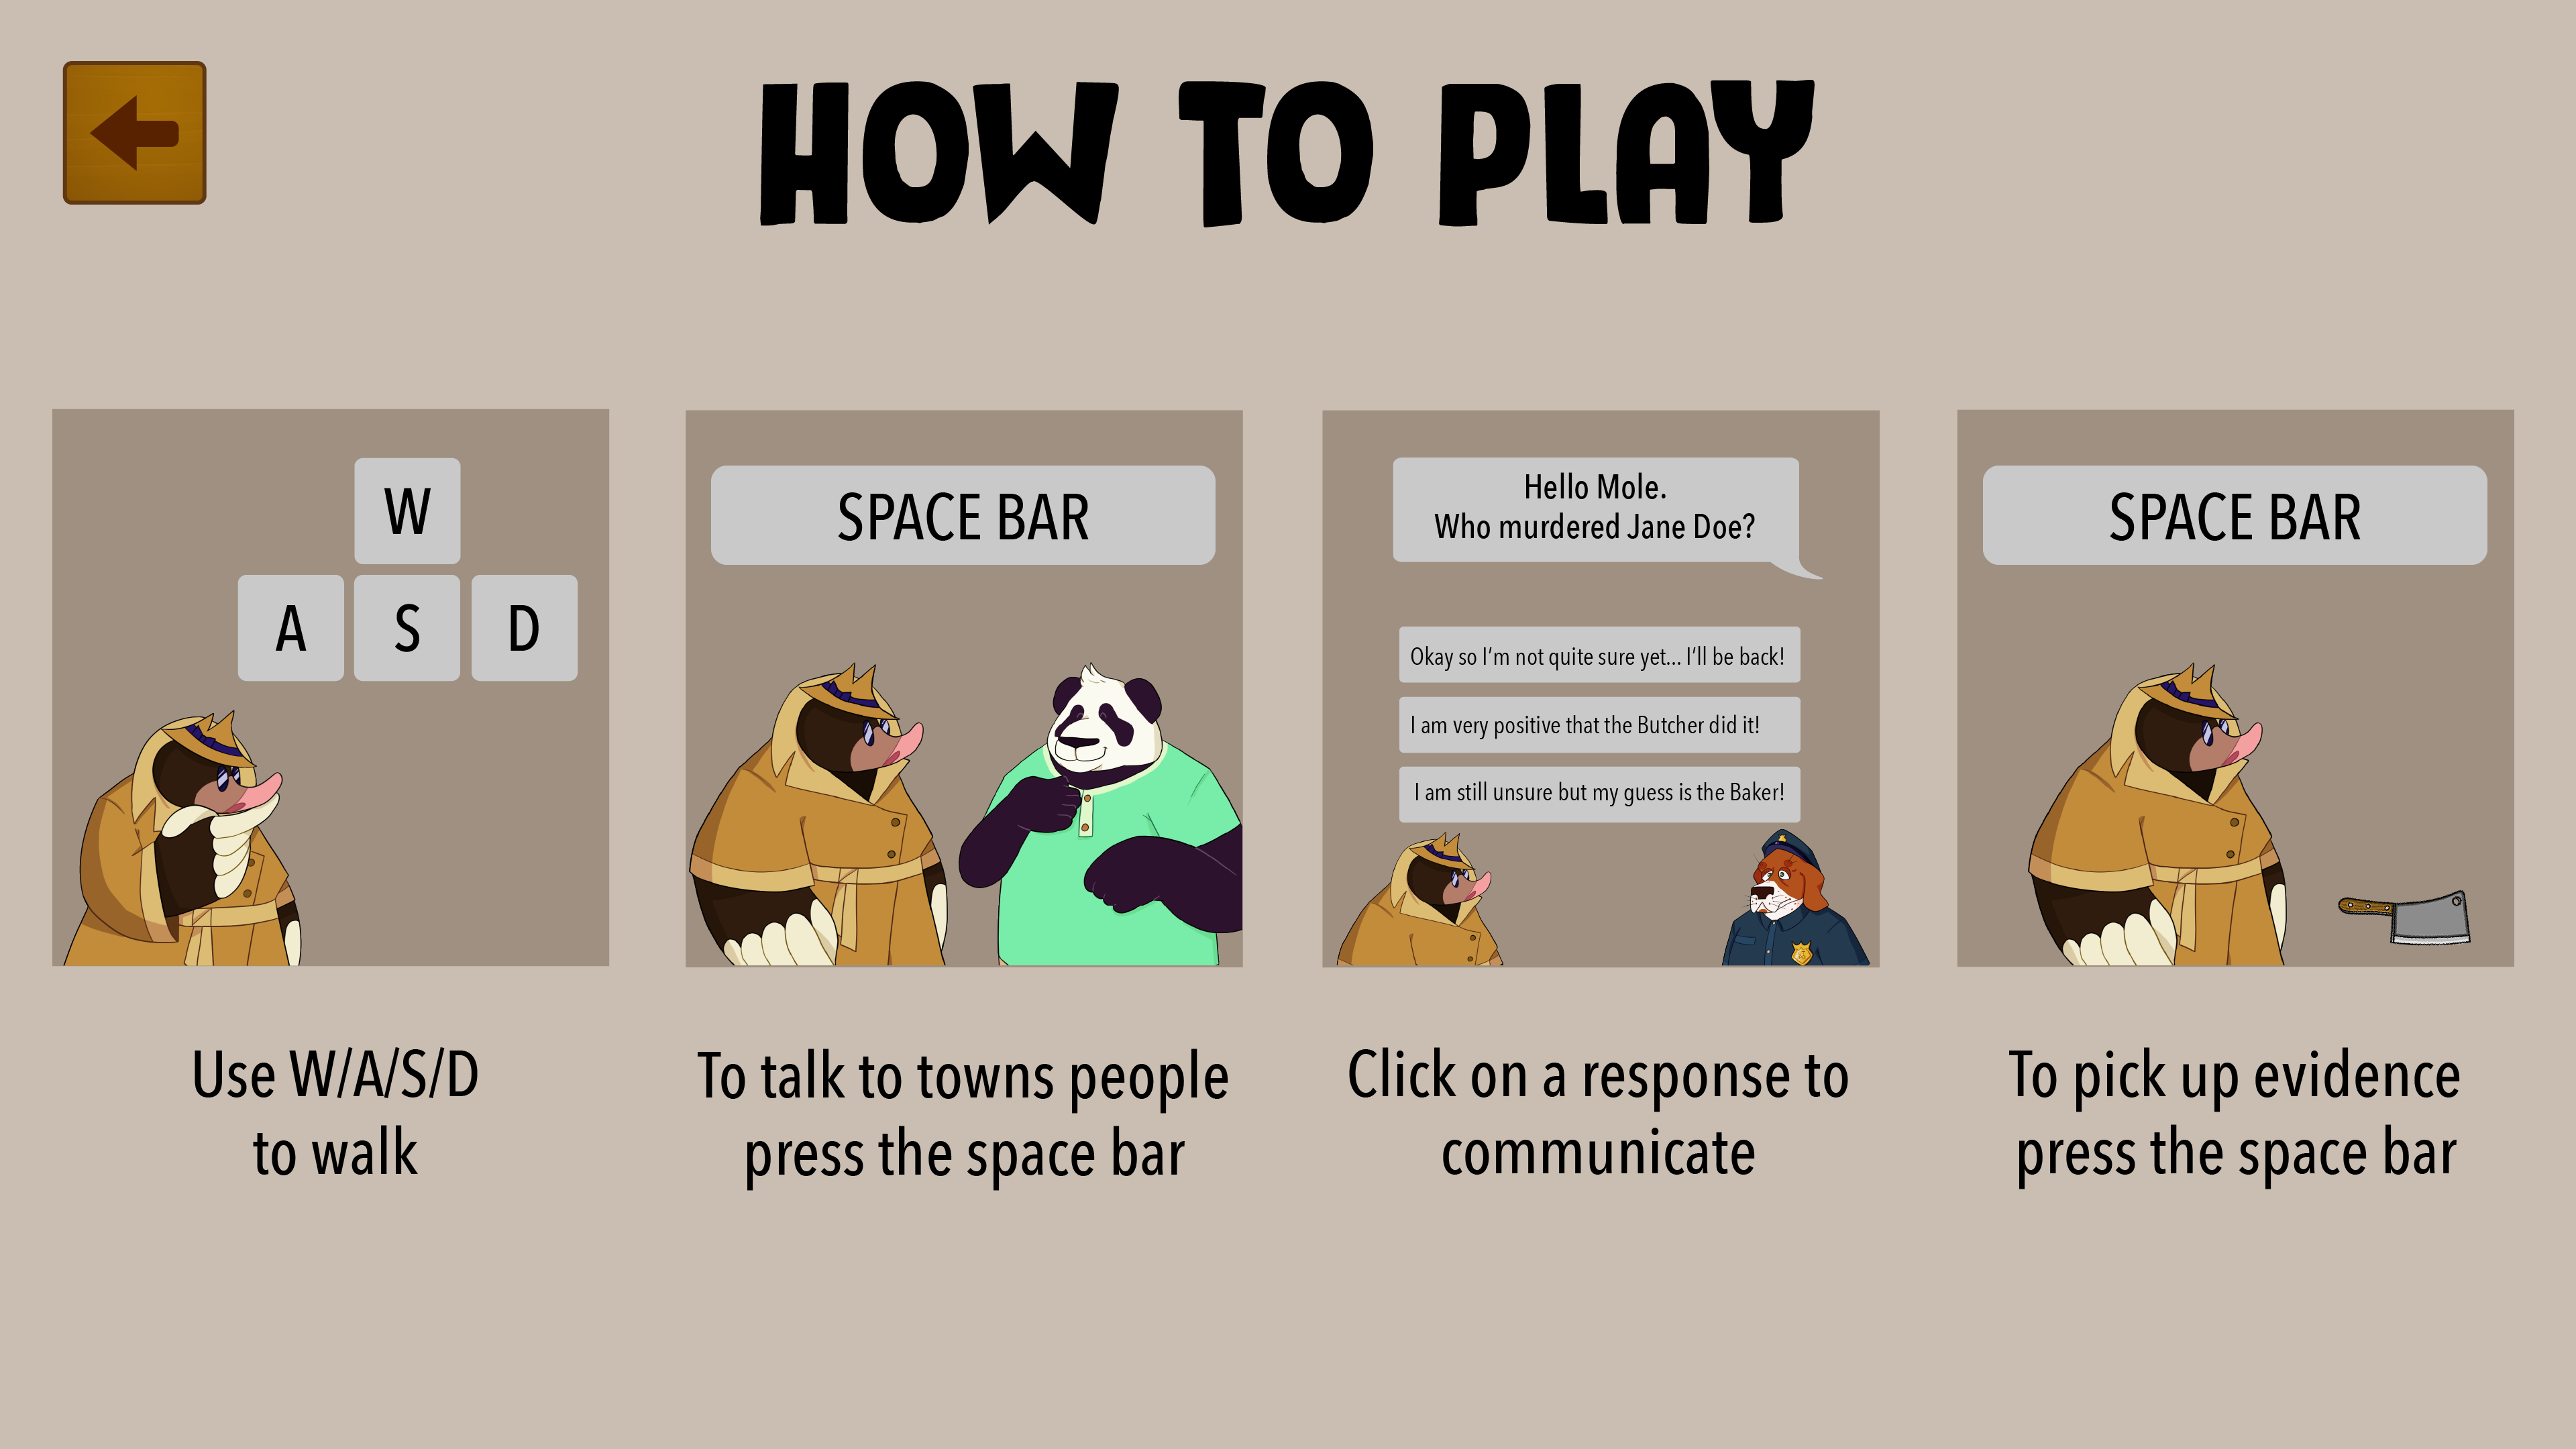 HOW TO PLAY
W
A S D
Use W/A/S/D
to walk
SPACE BAR
To talk to towns people
press the space bar
Hello Mole.
Who murdered Jane Doe?
Okay so I'm not quite sure yet... I'll be back!
I am very positive that the Butcher did it!
I am still unsure but my guess is the Baker!
Click on a response to
communicate
SPACE BAR
To pick up evidence
press the space bar